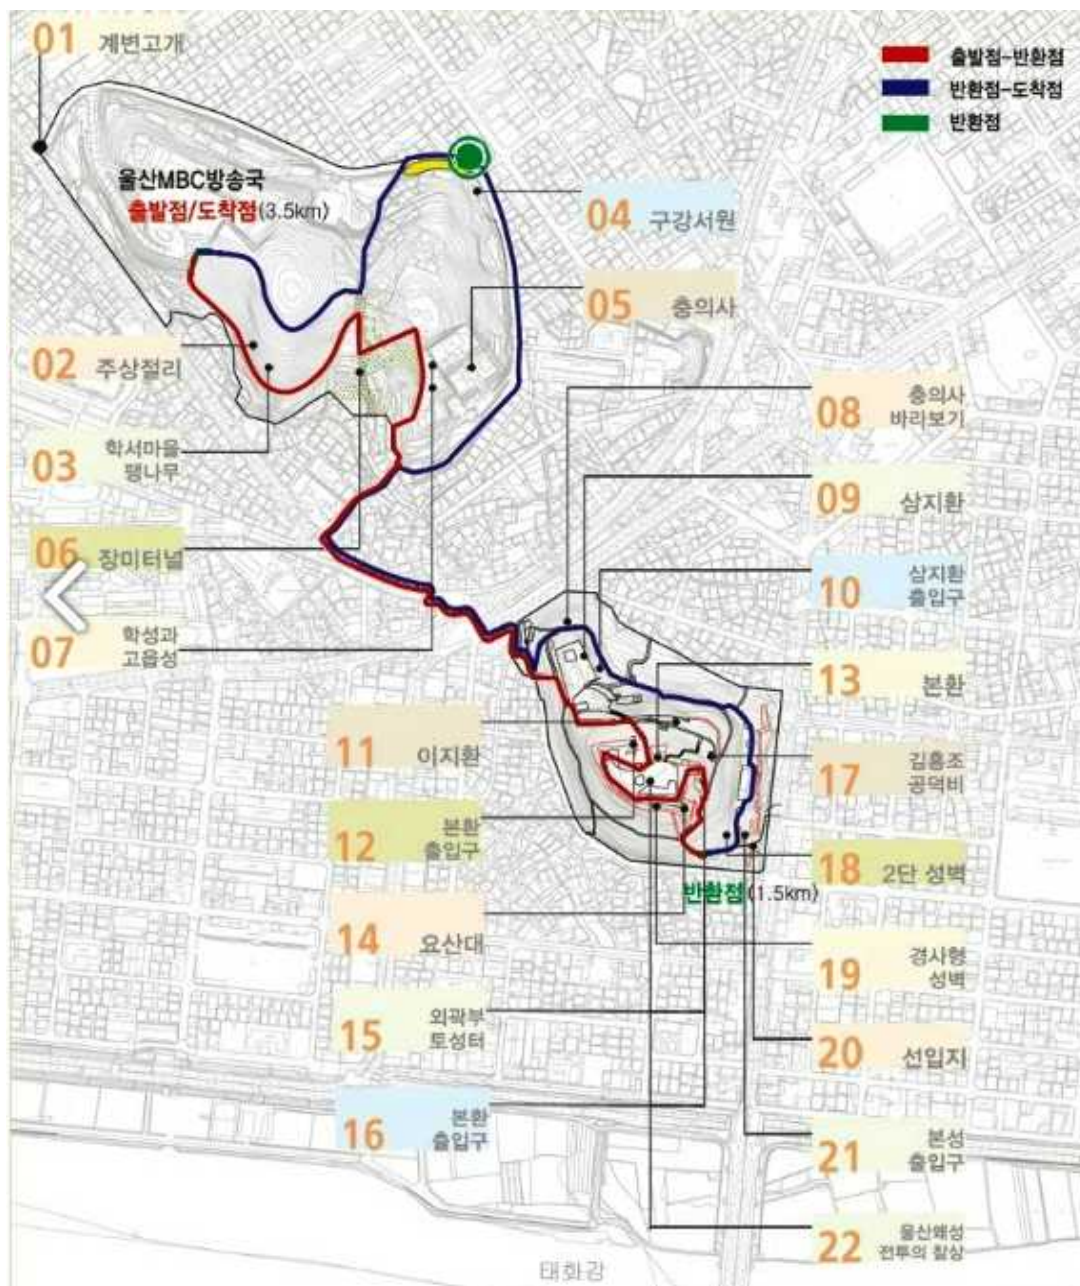 01 계변고개
출발점-반환점
반환점-도착점
반환점
울산MBC방송국
출발점/도착점(3.5km)
04 구강서원
05 충의사
02 주상절리
03 학서마을
팽나무
06 장미터널
07 학성과
고읍성
08 충의사
바라보기
09 삼지환
10 삼지환
출입구
13 본환
11 이지환
17 김홍조
공덕비
12 본환
출입구
18 2단 성벽
반환점(1.5km)
14 요산대
19 경사형
성벽
15 외곽부
토성터
20 선입지
16 본환
출입구
21 본성
출입구
22 울산왜성
전투의 참상
태화강